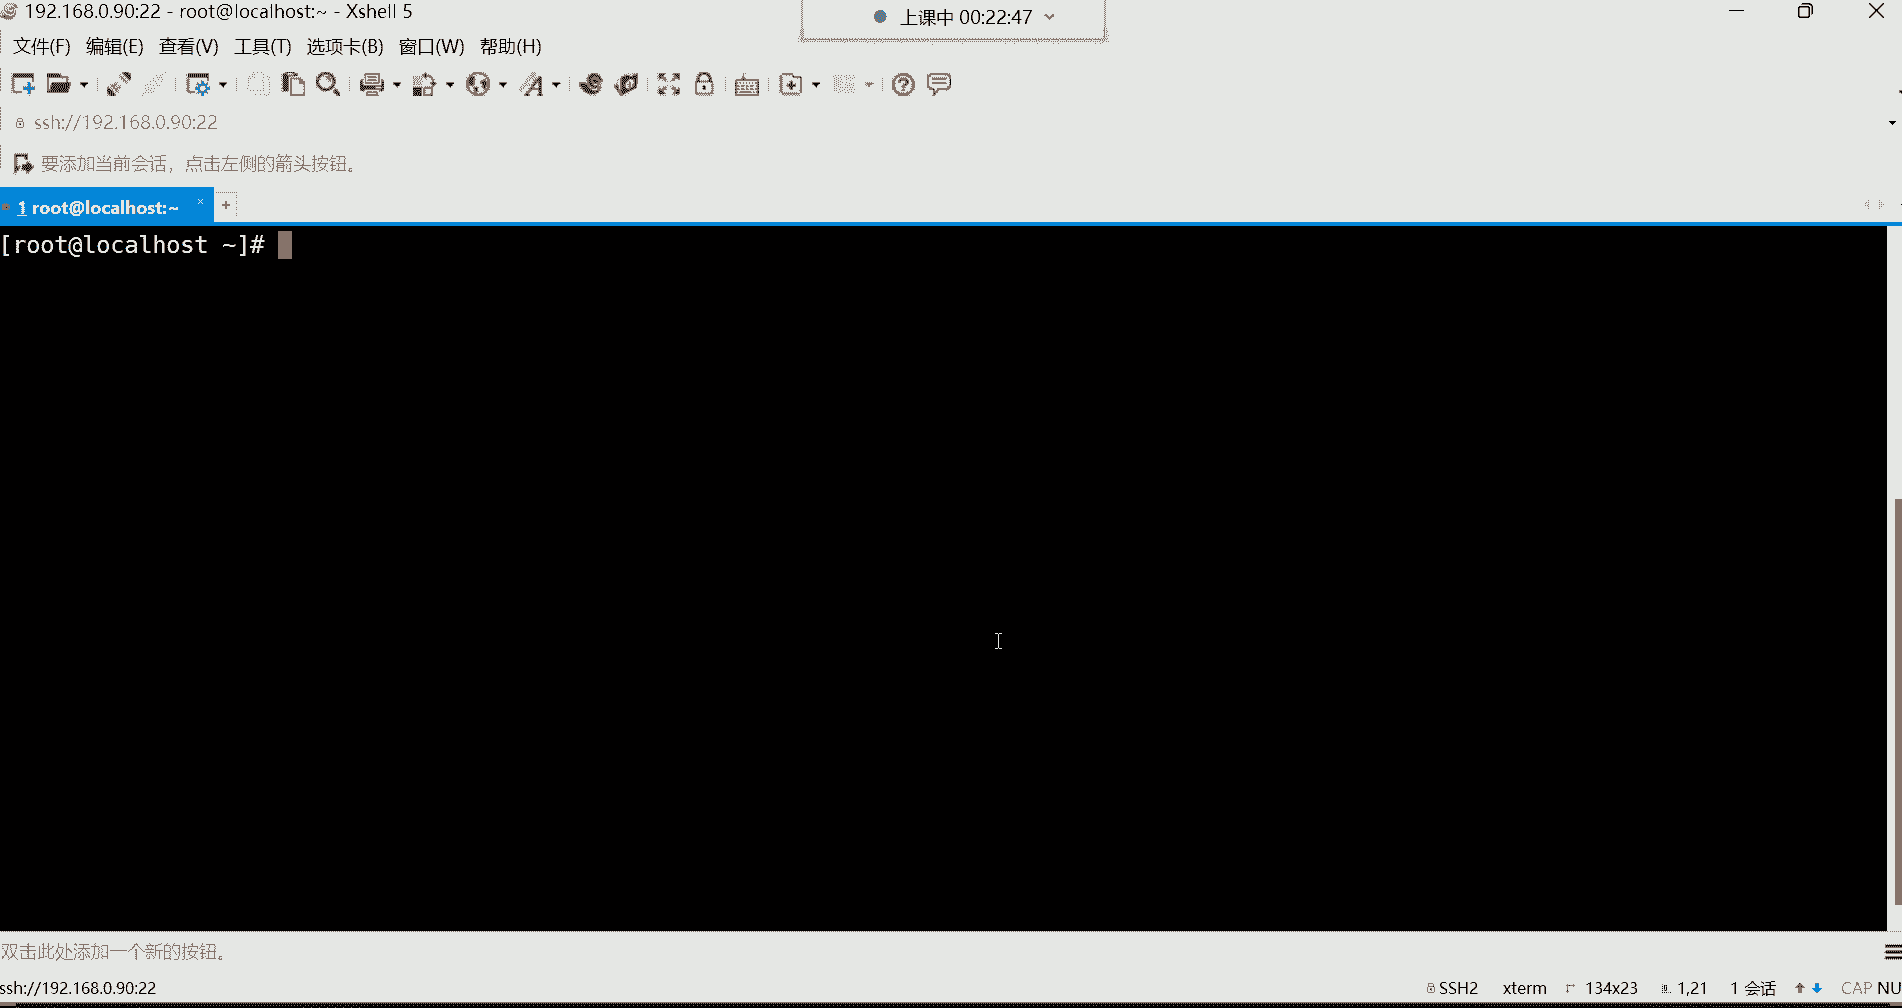 192.168.0.90:22 - root@localhost:~ - Xshell 5
上课中 00:22:47
文件(F) 编辑(E) 查看(V) 工具(T) 选项卡(B) 窗口(W) 帮助(H)
ssh://192.168.0.90:22
要添加当前会话，点击左侧的箭头按钮。
1 root@localhost:~ × +
[root@localhost ~]#
双击此处添加一个新的按钮。
ssh://192.168.0.90:22 SSH2 xterm 134x23 1,21 1 会话 CAP NU